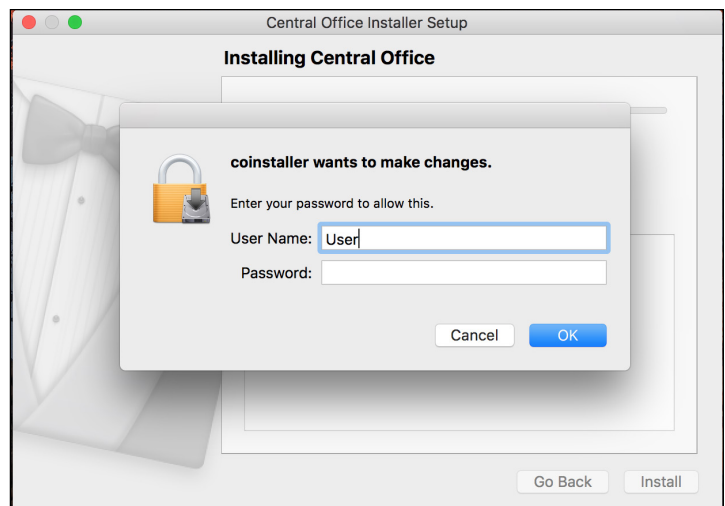 Central Office Installer Setup
Installing Central Office
coinstaller wants to make changes.
Enter your password to allow this.
User Name: User
Password:
Cancel OK
Go Back Install